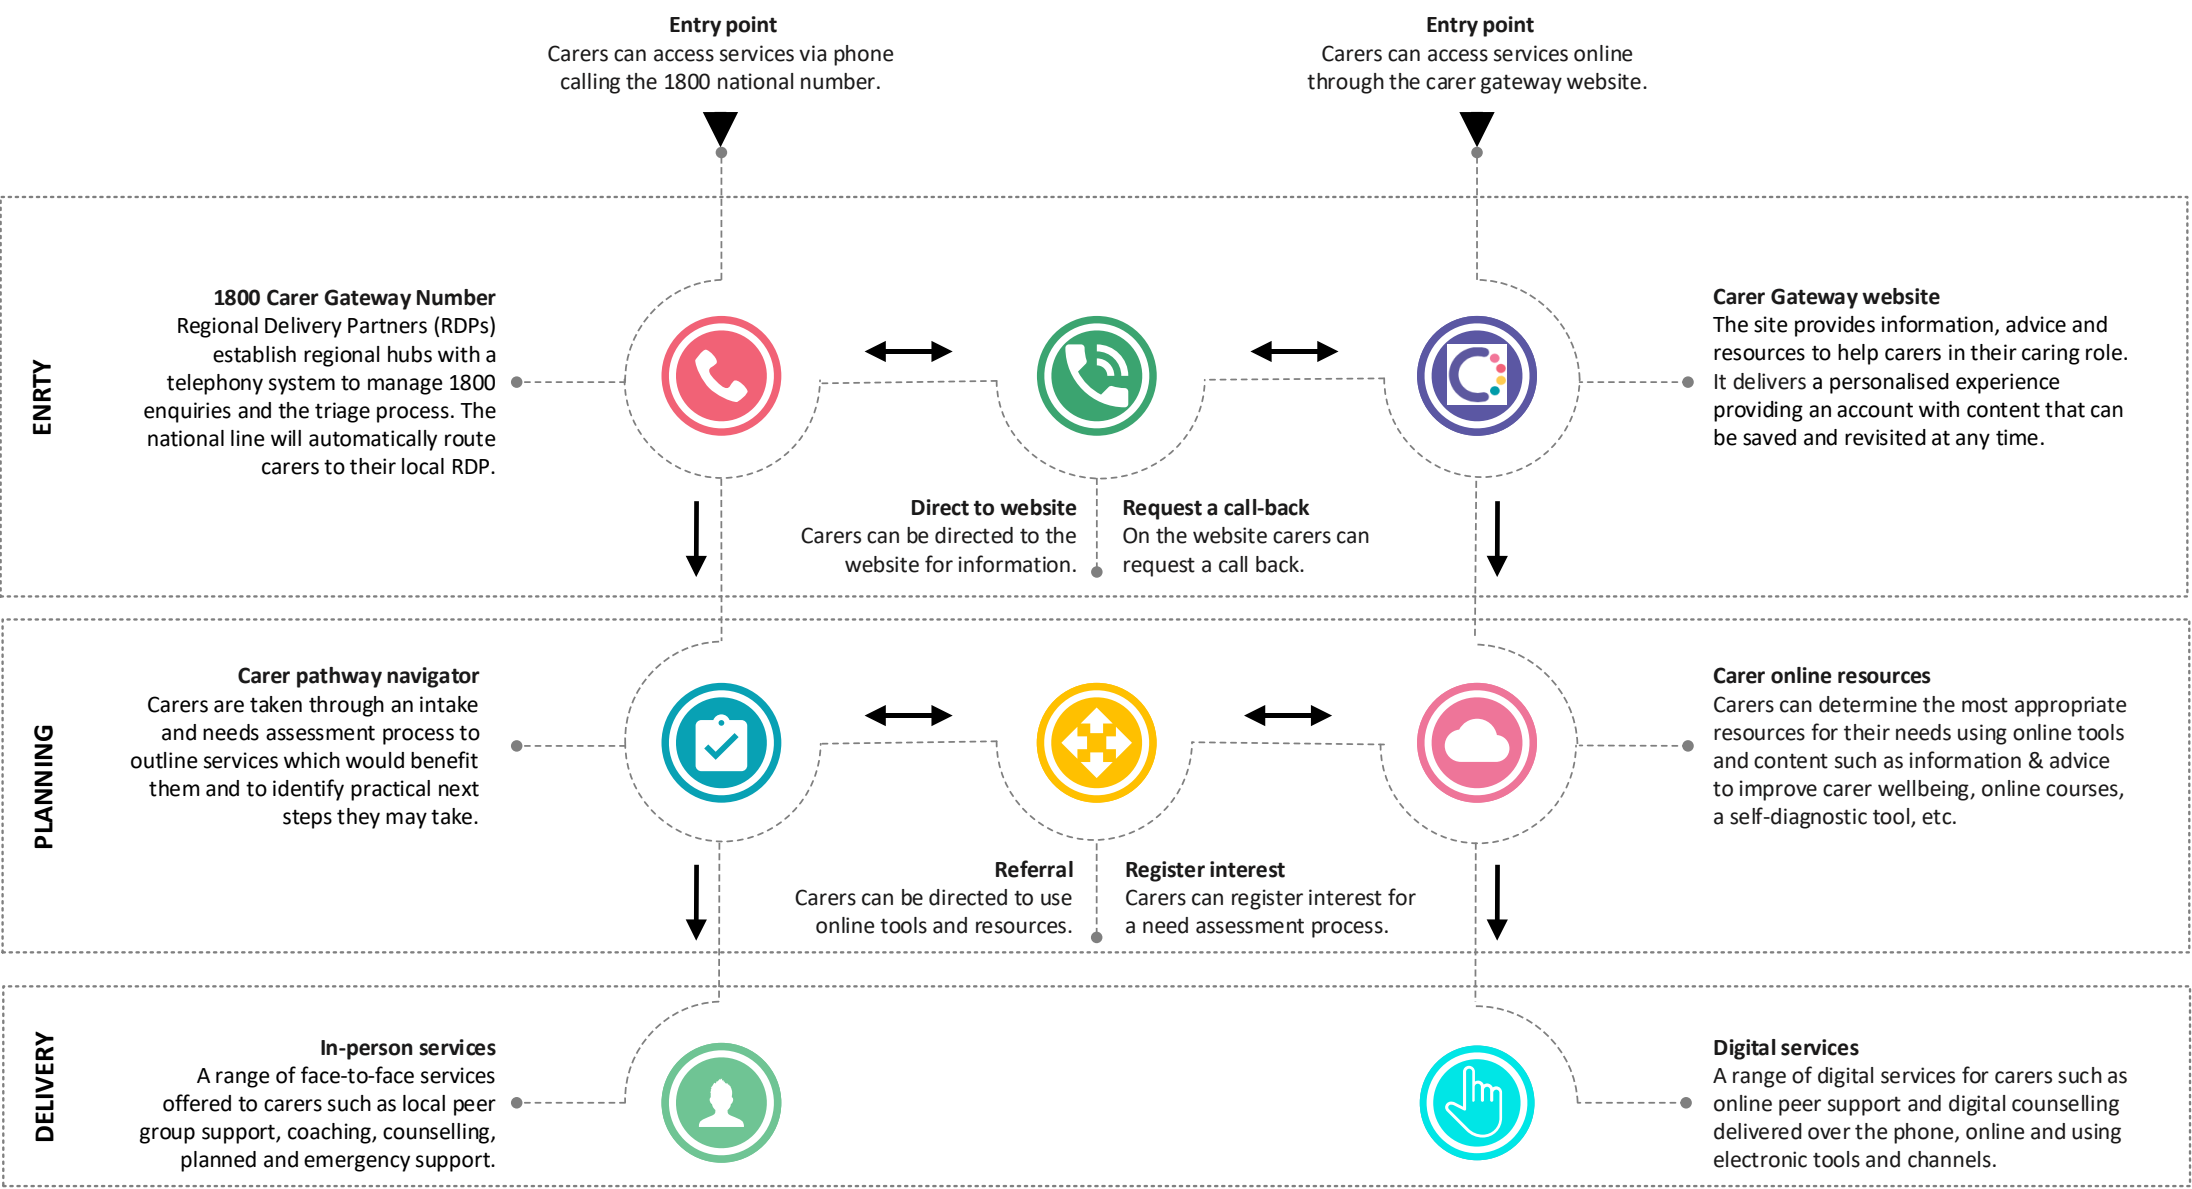 Entry point
Carers can access services via phone
calling the 1800 national number.
Entry point
Carers can access services online
through the carer gateway website.
ENRTY
1800 Carer Gateway Number
Regional Delivery Partners (RDPs)
establish regional hubs with a
telephony system to manage 1800
enquiries and the triage process. The
national line will automatically route
carers to their local RDP.
Direct to website
Carers can be directed to the
website for information.
Request a call-back
On the website carers can
request a call back.
Carer Gateway website
The site provides information, advice and
resources to help carers in their caring role.
It delivers a personalised experience
providing an account with content that can
be saved and revisited at any time.
PLANNING
Carer pathway navigator
Carers are taken through an intake
and needs assessment process to
outline services which would benefit
them and to identify practical next
steps they may take.
Referral
Carers can be directed to use
online tools and resources.
Register interest
Carers can register interest for
a need assessment process.
Carer online resources
Carers can determine the most appropriate
resources for their needs using online tools
and content such as information & advice
to improve carer wellbeing, online courses,
a self-diagnostic tool, etc.
DELIVERY
In-person services
A range of face-to-face services
offered to carers such as local peer
group support, coaching, counselling,
planned and emergency support.
Digital services
A range of digital services for carers such as
online peer support and digital counselling
delivered over the phone, online and using
electronic tools and channels.